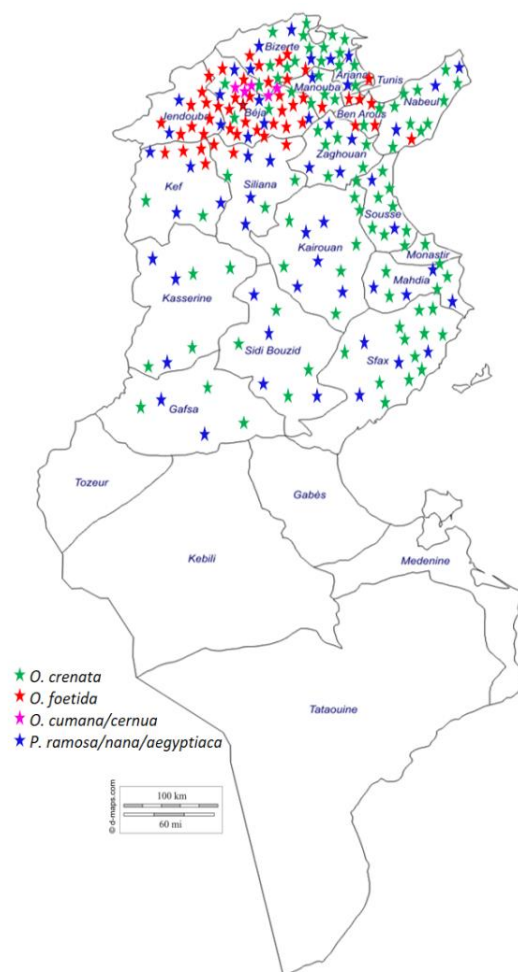 Bizerte
Ariana
Tunis
Manouba
Nabeul
Jendouba
Béja
Ben Arous
Zaghouan
Kef
Siliana
Sousse
Kairouan
Monastir
Mahdia
Kasserine
Sidi Bouzid
Sfax
Gafsa
Tozeur
Gabès
Kebili
Medenine
O. crenata
O. foetida
O. cumana/cernua
P. ramosa/nana/aegyptiaca
Tataouine
100 km
60 mi
© d-maps.com